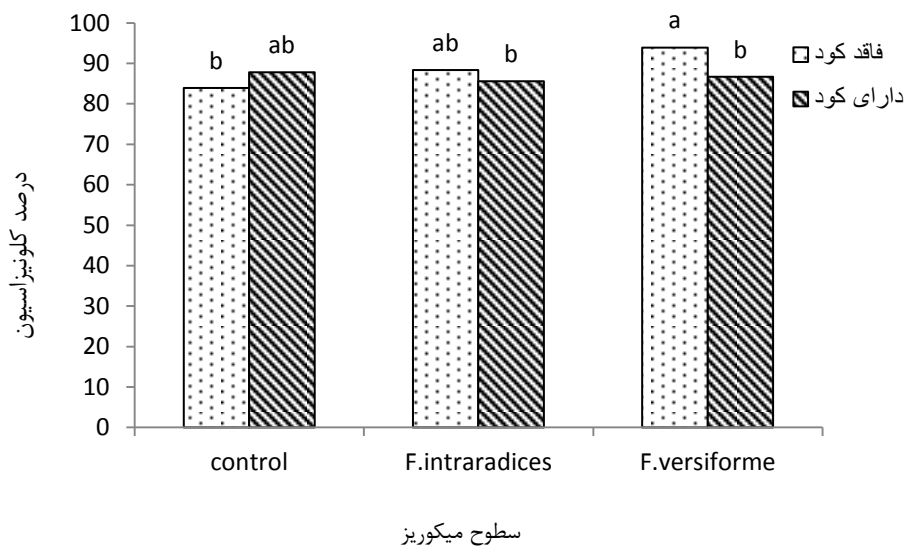 100
90
80
70
60
50
40
30
20
10
0
درصد کلونیزاسیون
b ab ab b a b
فاقد کود
دارای کود
control F.intraradices F.versiforme
سطوح میکوریز